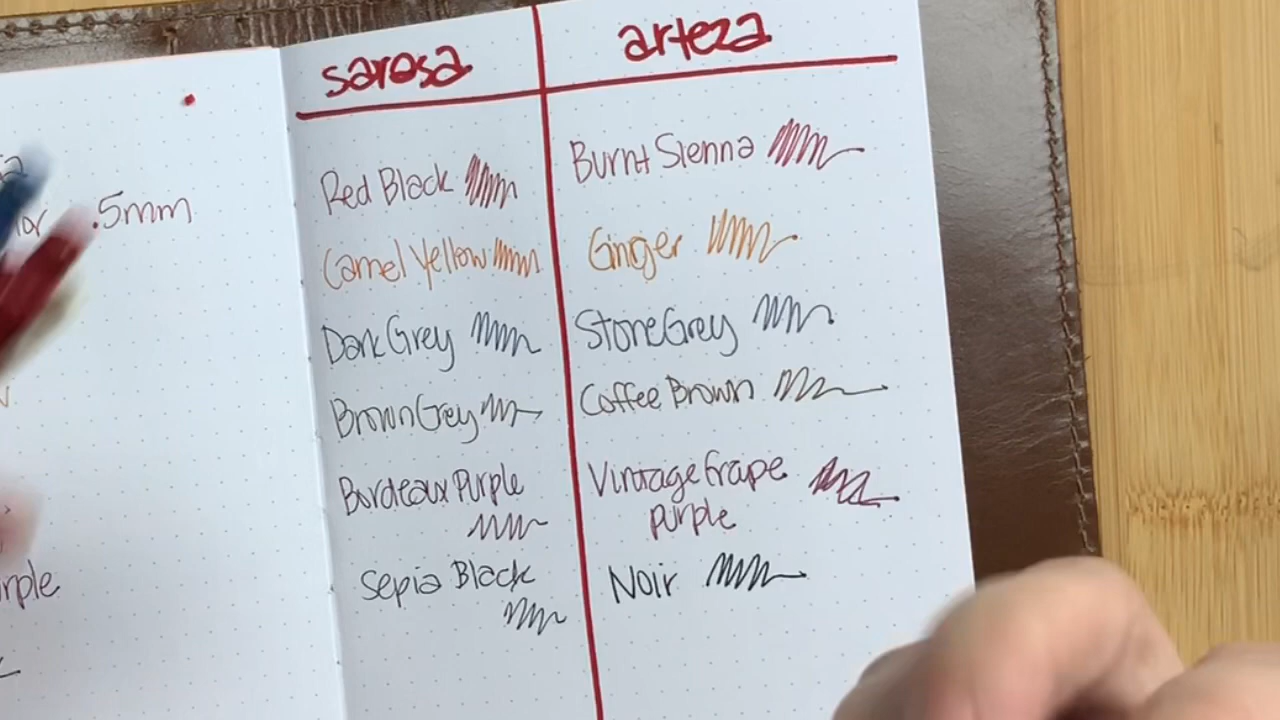 .5mm
sarasa
arteza
Red Black
Burnt Sienna
Camel Yellow
Ginger
Dark Grey
Stone Grey
Brown Grey
Coffee Brown
Bordeaux Purple
Vintage Grape
purple
Sepia Black
Noir